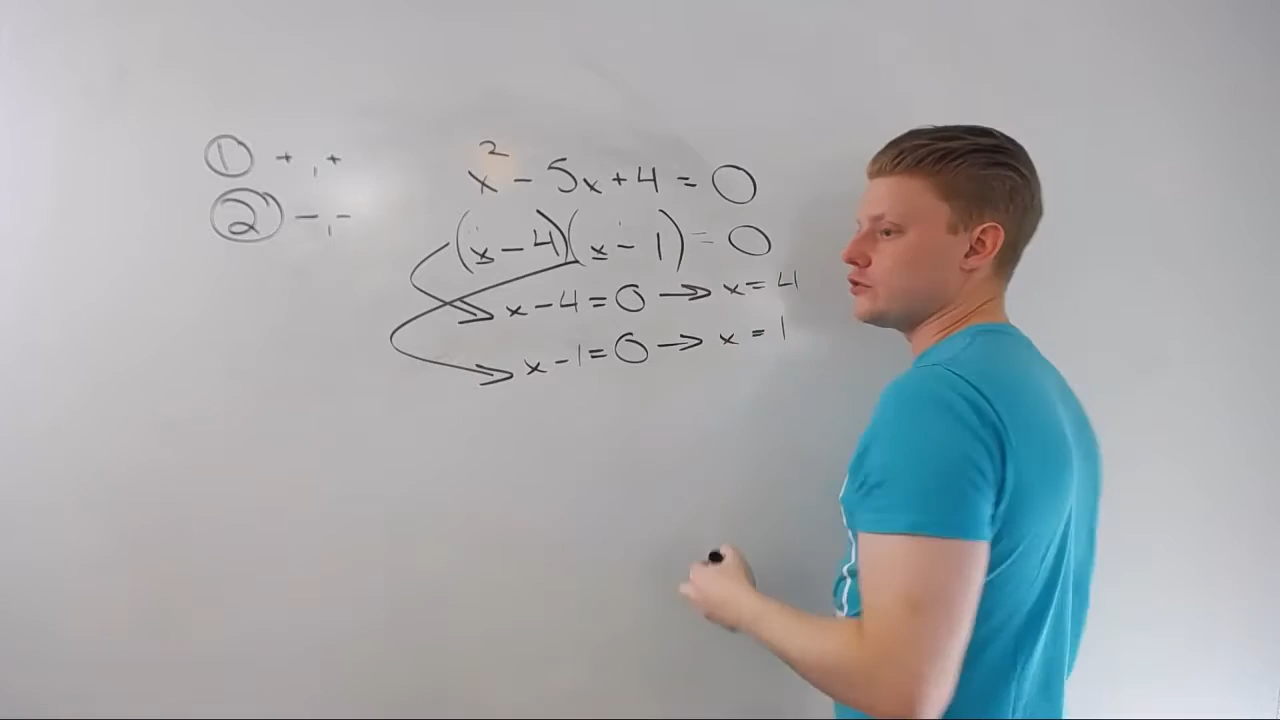 ① +, +
② -, -
x² - 5x + 4 = 0
(x - 4)(x - 1) = 0
x - 4 = 0 → x = 4
x - 1 = 0 → x = 1